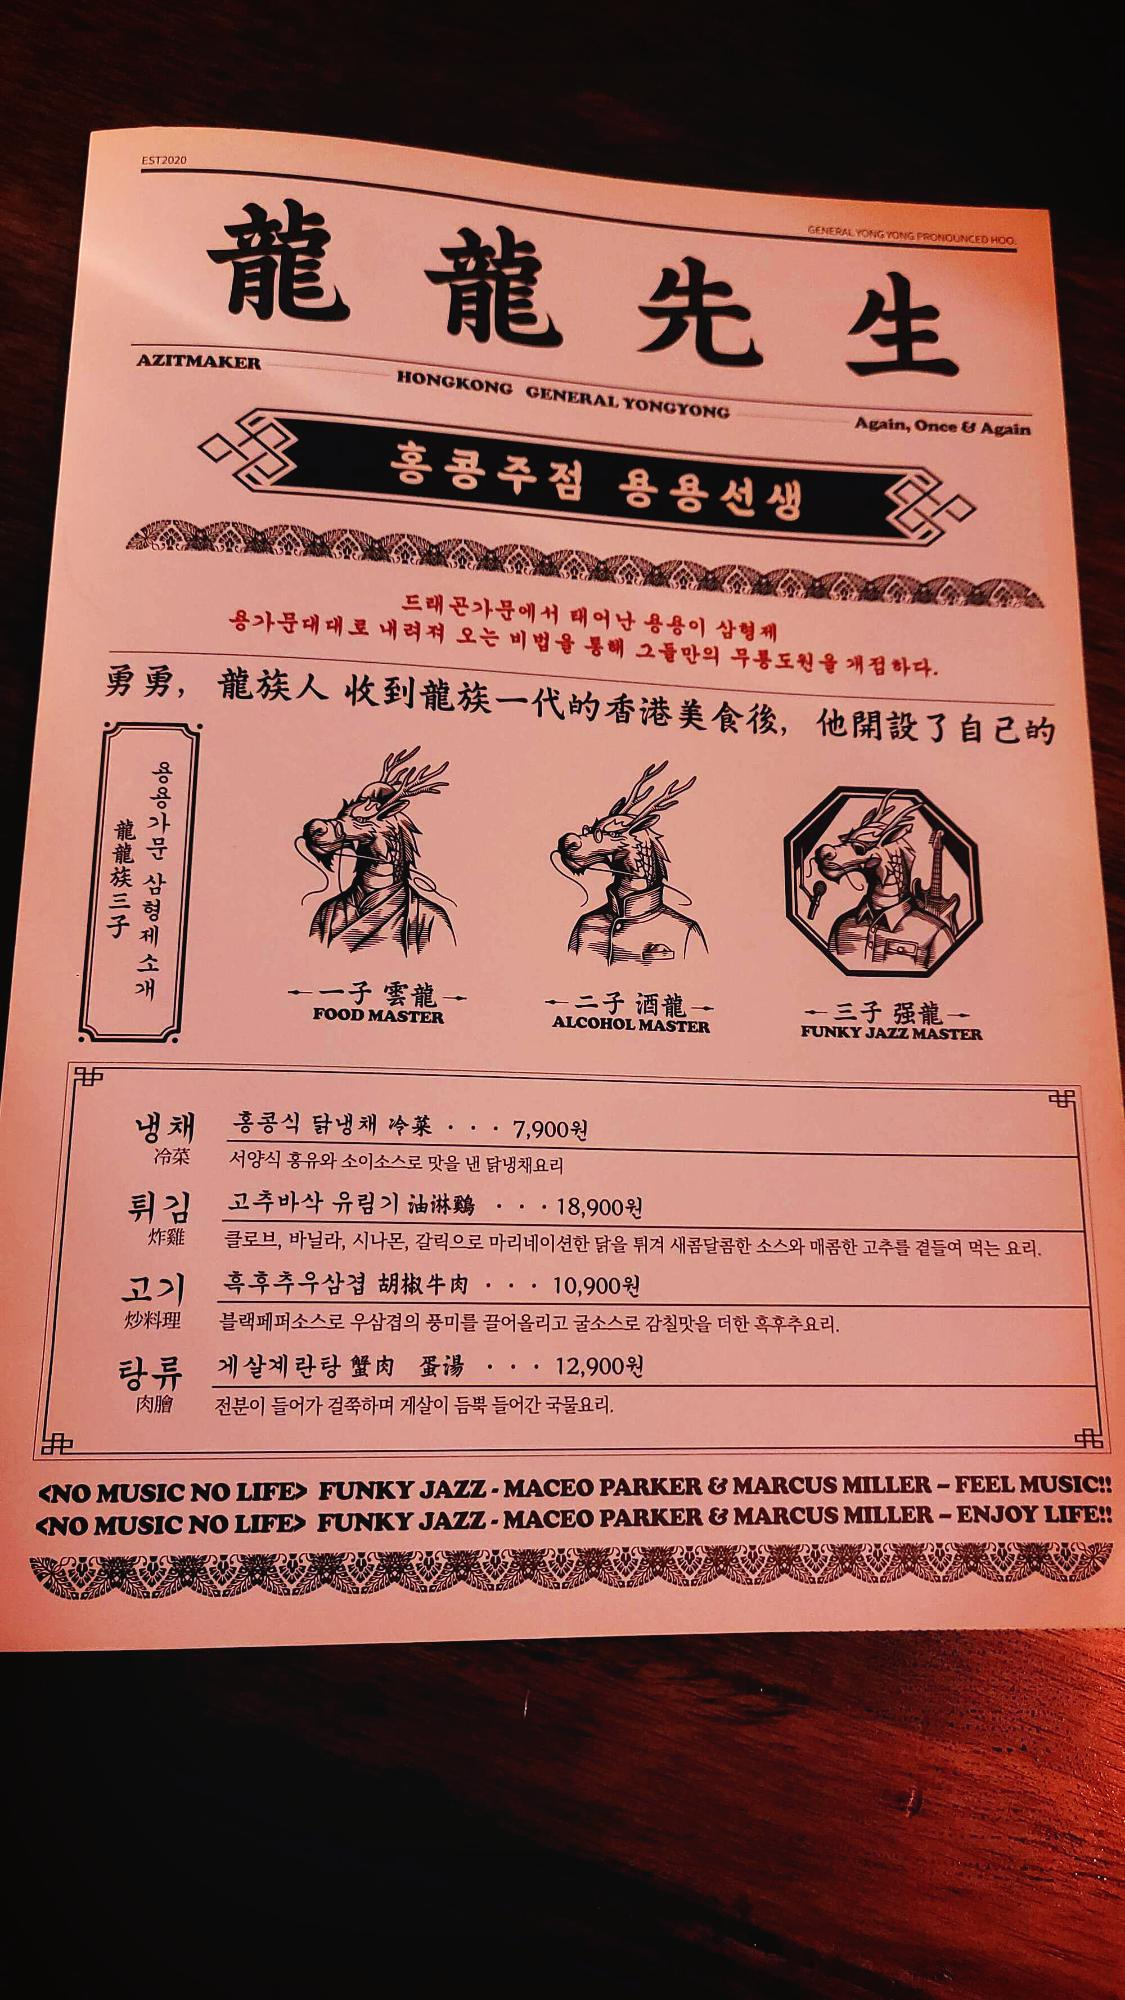 EST2020
GENERAL YONG YONG PRONOUNCED HOO.
龍龍先生
AZITMAKER HONGKONG GENERAL YONGYONG Again, Once & Again
홍콩주점 용용선생
드래곤가문에서 태어난 용용이 삼형제
용가문대대로 내려져 오는 비법을 통해 그들만의 무릉도원을 개점하다.
勇勇, 龍族人 收到龍族一代的香港美食後, 他開設了自己的
용용가문 삼형제 소개
龍龍族三子
一子 雲龍
FOOD MASTER
二子 酒龍
ALCOHOL MASTER
三子 强龍
FUNKY JAZZ MASTER
냉채 홍콩식 닭냉채 冷菜 · · · 7,900원
冷菜 서양식 홍유와 소이소스로 맛을 낸 닭냉채요리
튀김 고추바삭 유림기 油淋鷄 · · · 18,900원
炸雞 클로브, 바닐라, 시나몬, 갈릭으로 마리네이션한 닭을 튀겨 새콤달콤한 소스와 매콤한 고추를 곁들여 먹는 요리.
고기 흑후추우삼겹 胡椒牛肉 · · · 10,900원
炒料理 블랙페퍼소스로 우삼겹의 풍미를 끌어올리고 굴소스로 감칠맛을 더한 흑후추요리.
탕류 게살계란탕 蟹肉 蛋湯 · · · 12,900원
肉膾 전분이 들어가 걸쭉하며 게살이 듬뿍 들어간 국물요리.
<NO MUSIC NO LIFE> FUNKY JAZZ - MACEO PARKER & MARCUS MILLER – FEEL MUSIC!!
<NO MUSIC NO LIFE> FUNKY JAZZ - MACEO PARKER & MARCUS MILLER – ENJOY LIFE!!